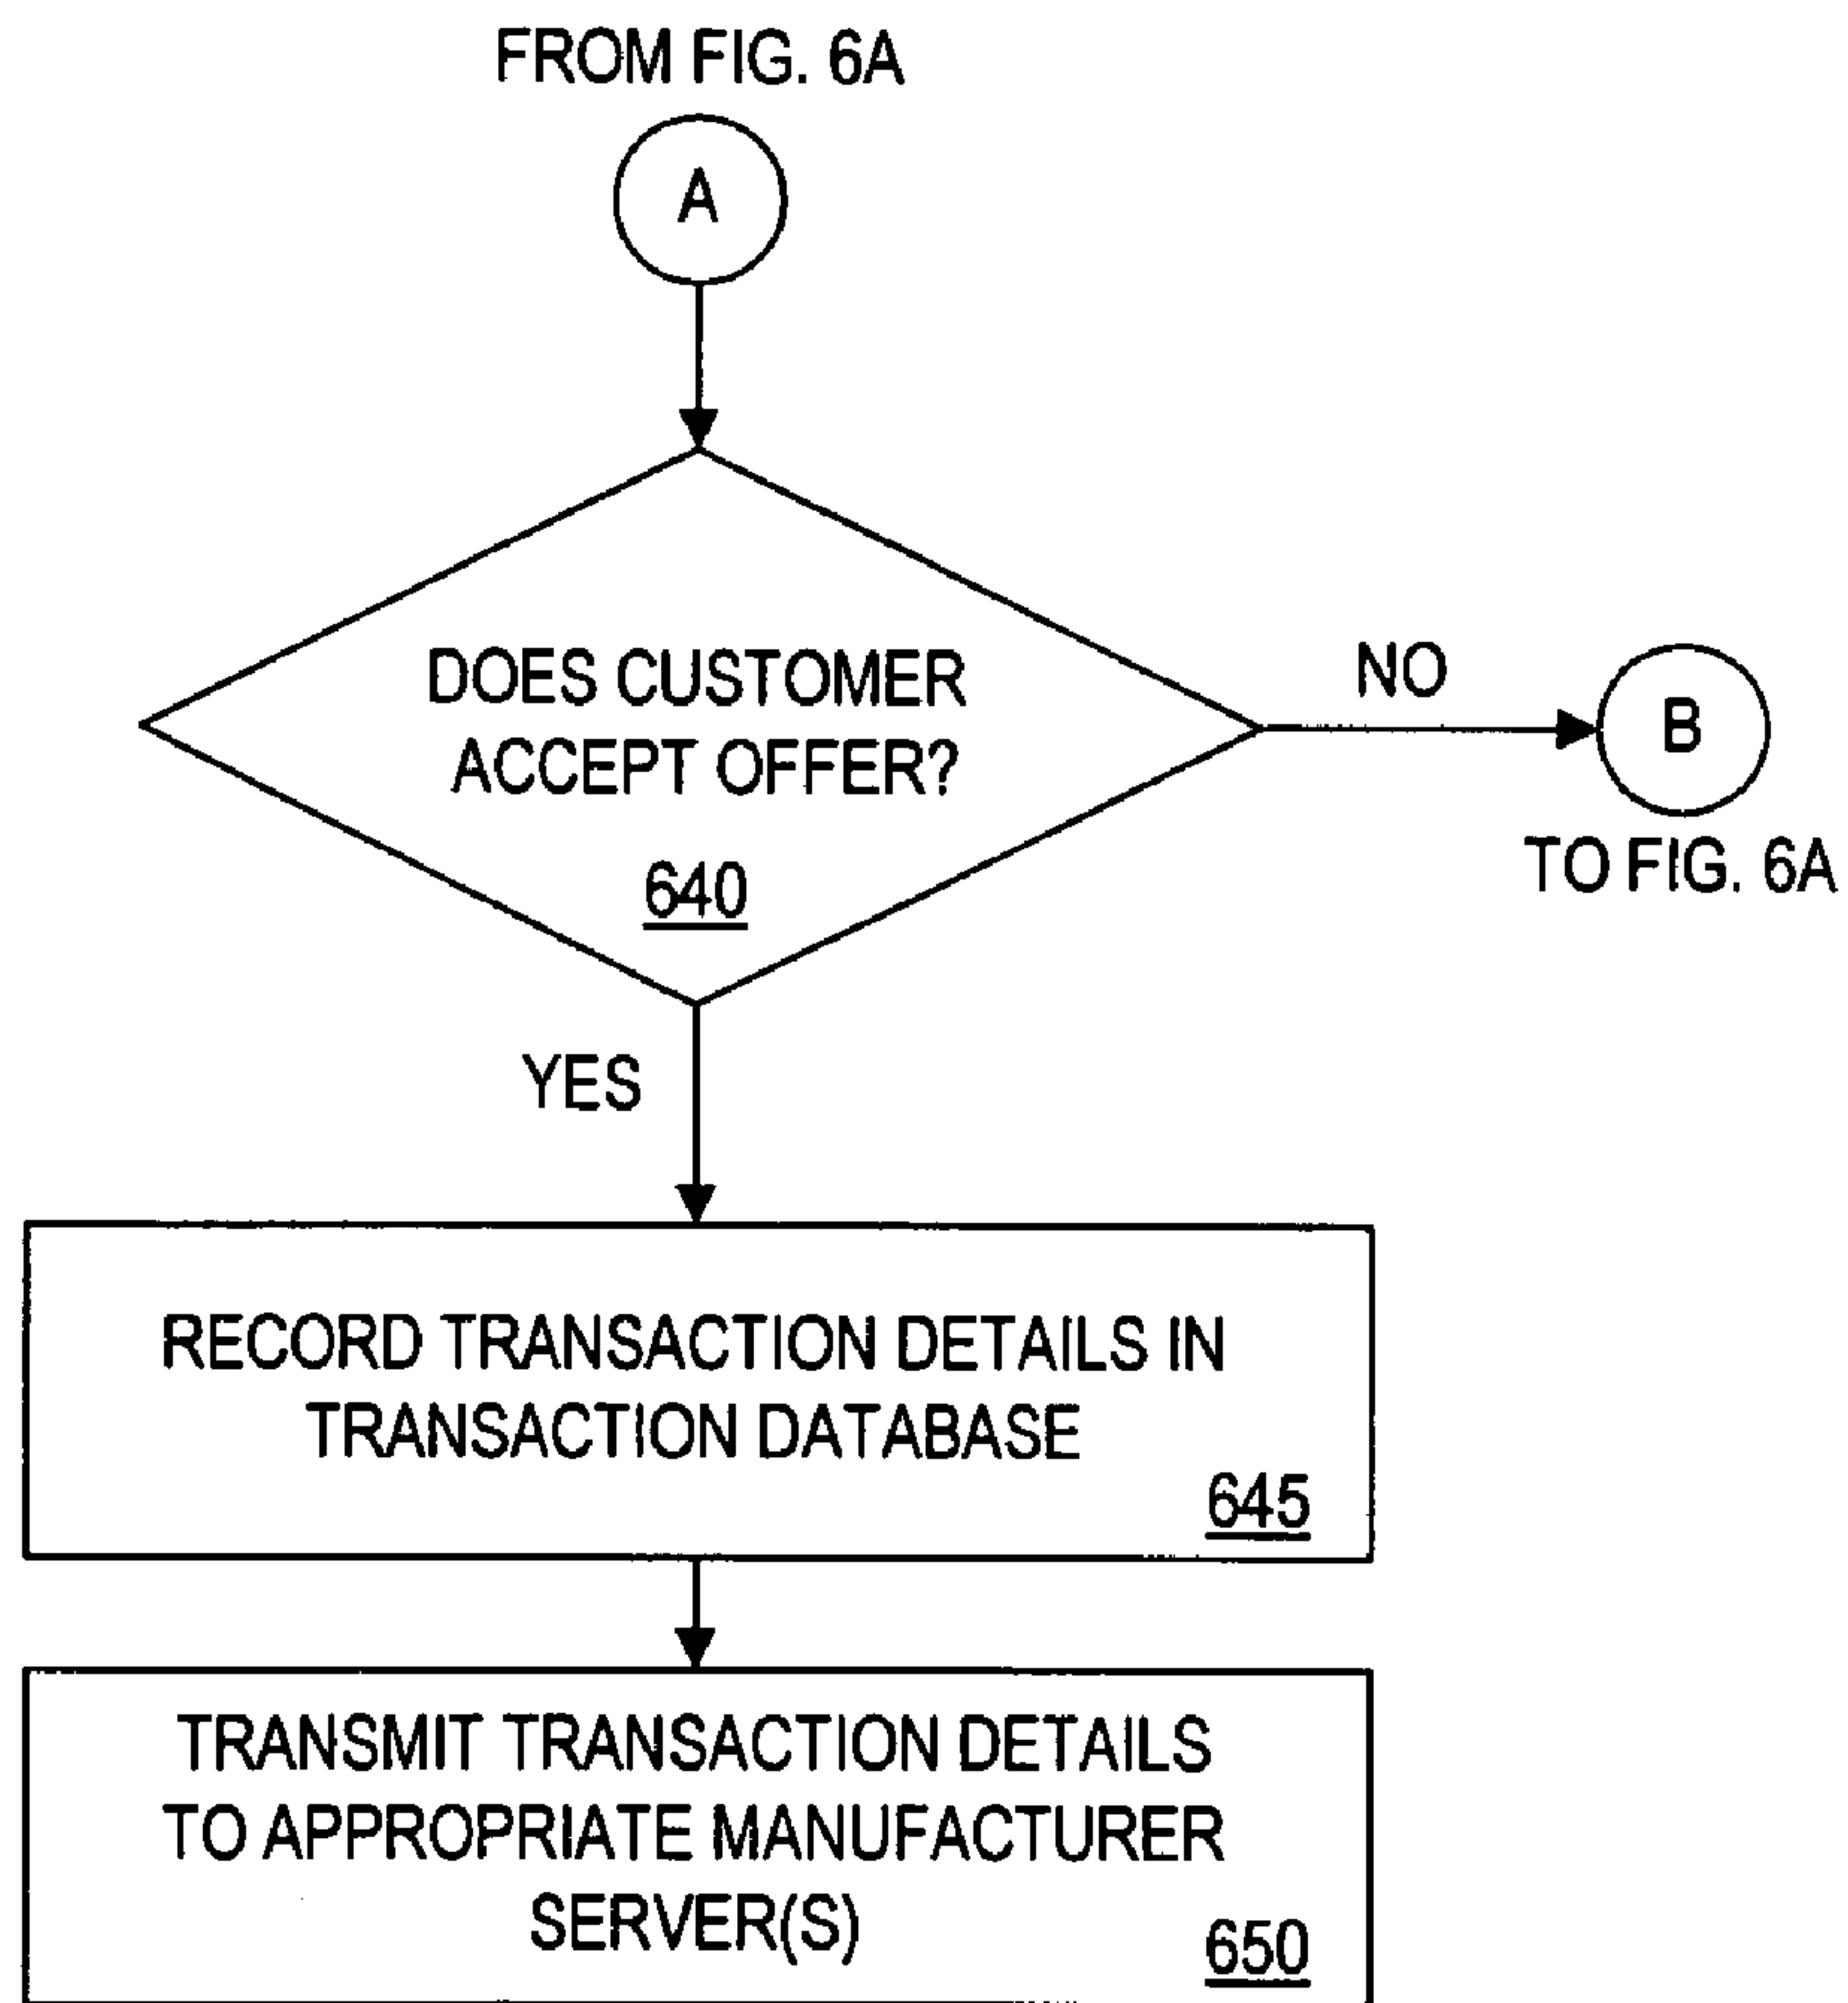 FROM FIG. 6A
A
DOES CUSTOMER
ACCEPT OFFER?
640
NO
B
TO FIG. 6A
YES
RECORD TRANSACTION DETAILS IN
TRANSACTION DATABASE
645
TRANSMIT TRANSACTION DETAILS
TO APPROPRIATE MANUFACTURER
SERVER(S)
650